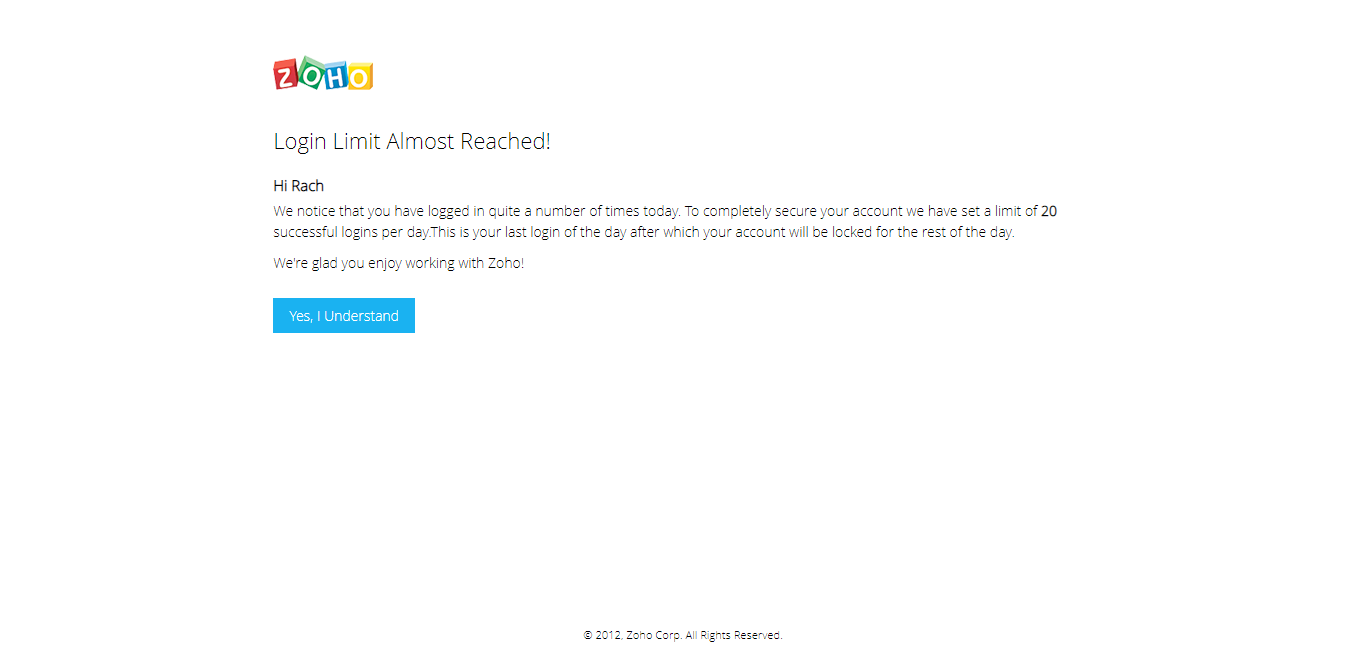 ZOHO
Login Limit Almost Reached!
Hi Rach
We notice that you have logged in quite a number of times today. To completely secure your account we have set a limit of 20
successful logins per day.This is your last login of the day after which your account will be locked for the rest of the day.
We're glad you enjoy working with Zoho!
Yes, I Understand
© 2012, Zoho Corp. All Rights Reserved.